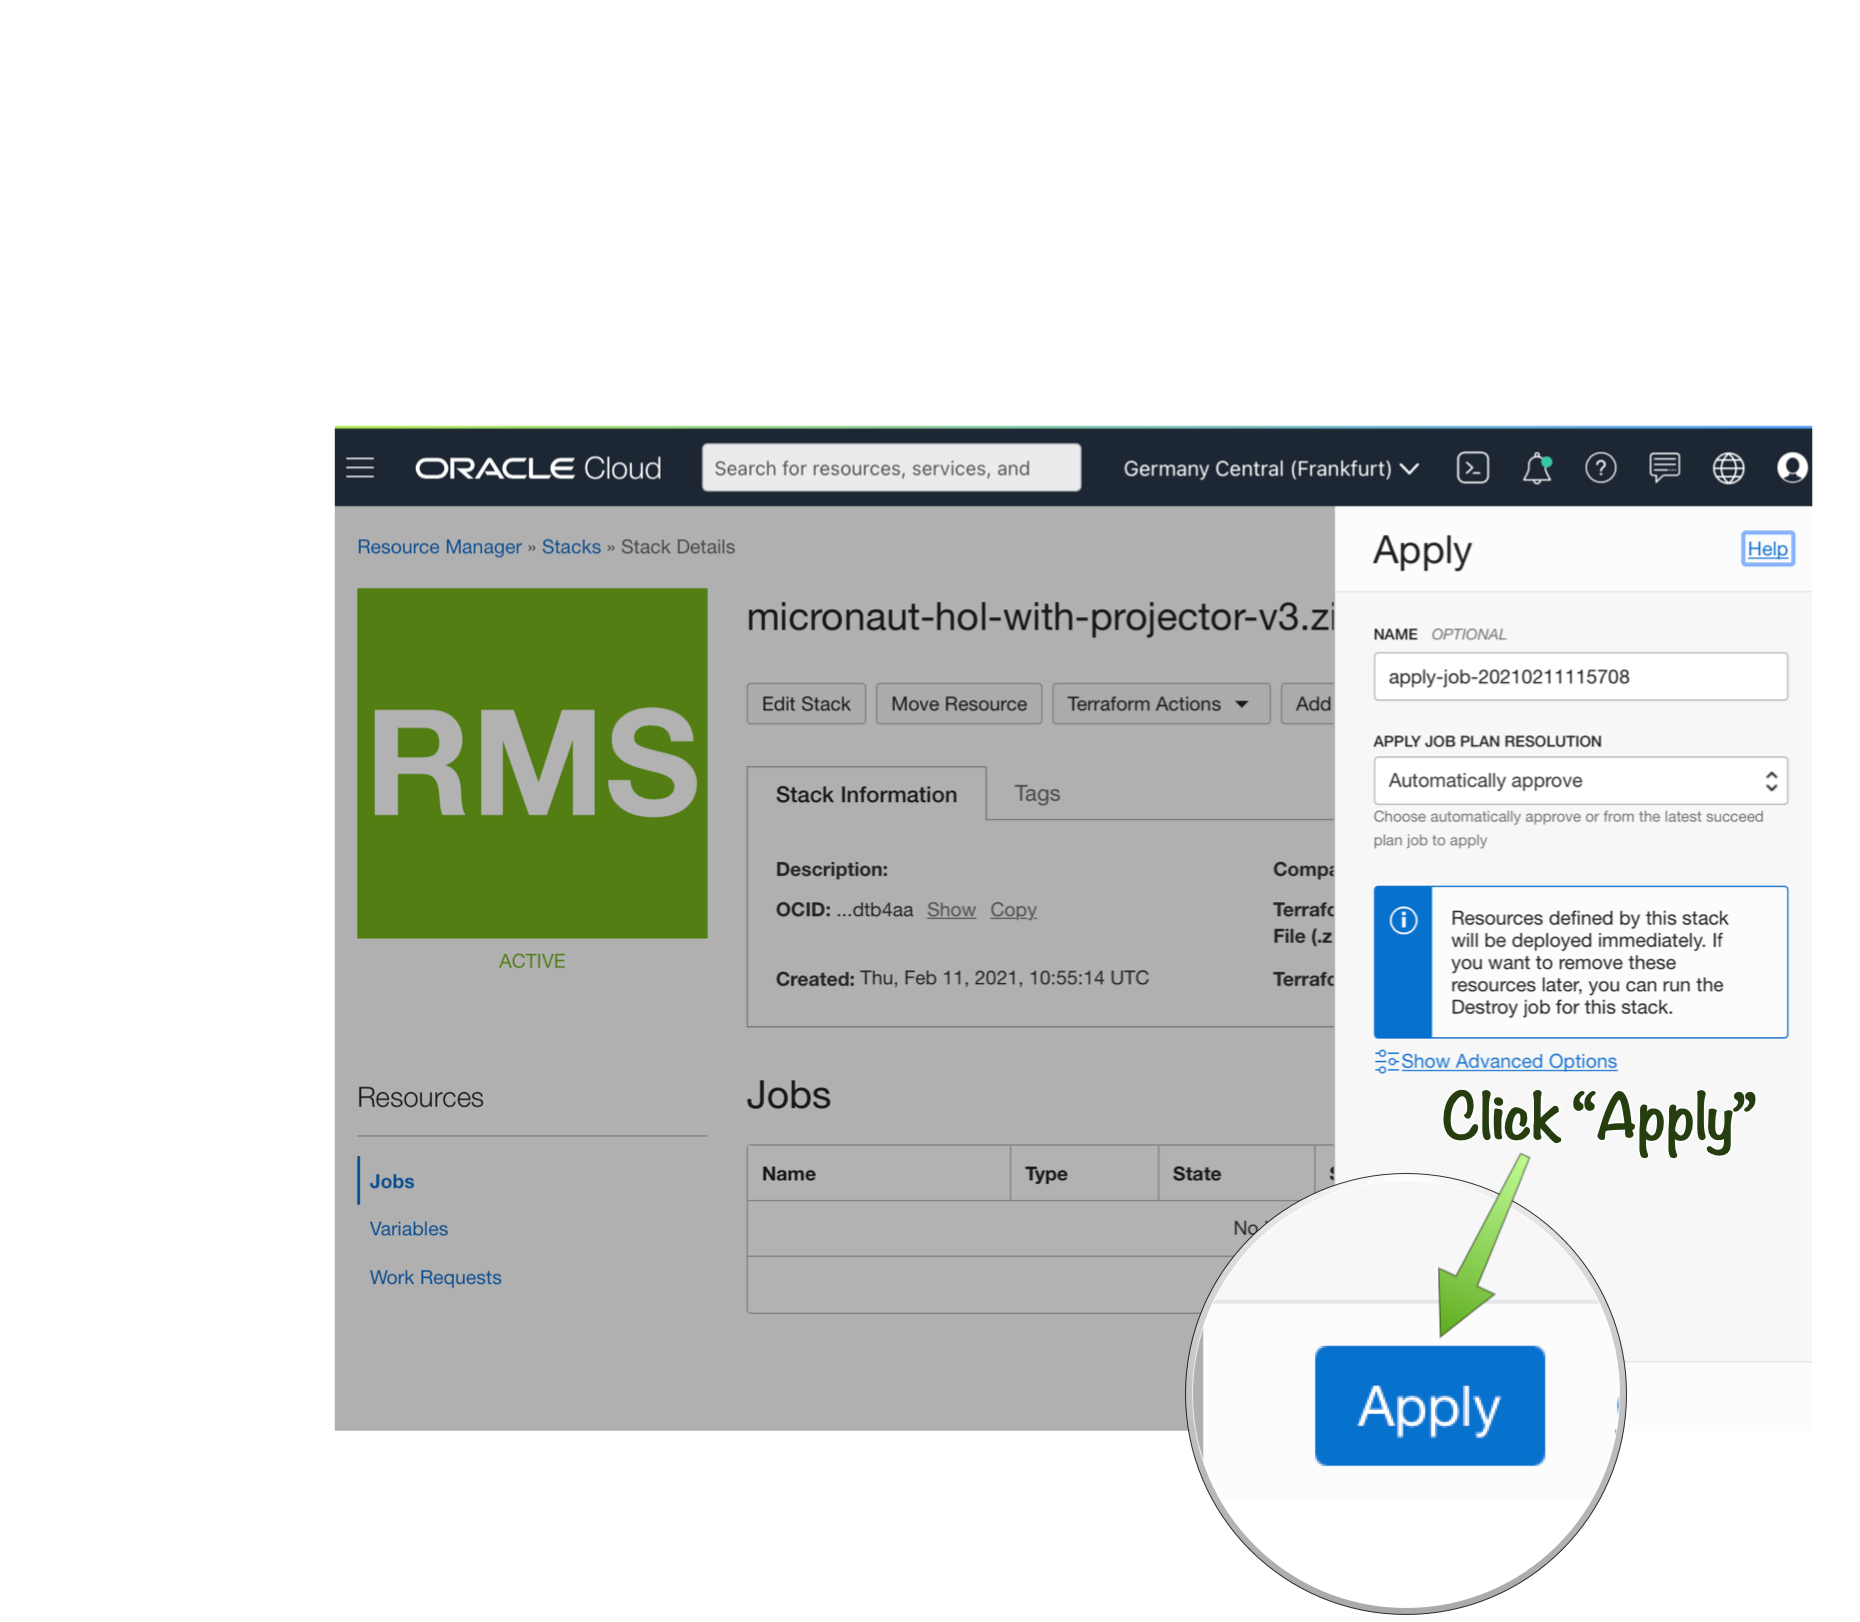 ORACLE Cloud
Search for resources, services, and
Germany Central (Frankfurt)
Resource Manager » Stacks » Stack Details
RMS
ACTIVE
micronaut-hol-with-projector-v3.zi
Edit Stack
Move Resource
Terraform Actions
Add
Stack Information
Tags
Description:
OCID: ...dtb4aa Show Copy
Created: Thu, Feb 11, 2021, 10:55:14 UTC
Compa
Terrafo
File (.z
Terrafo
Resources
Jobs
Variables
Work Requests
Jobs
Name
Type
State
No
Apply
Help
NAME OPTIONAL
apply-job-20210211115708
APPLY JOB PLAN RESOLUTION
Automatically approve
Choose automatically approve or from the latest succeed
plan job to apply
Resources defined by this stack
will be deployed immediately. If
you want to remove these
resources later, you can run the
Destroy job for this stack.
Show Advanced Options
Click “Apply”
Apply